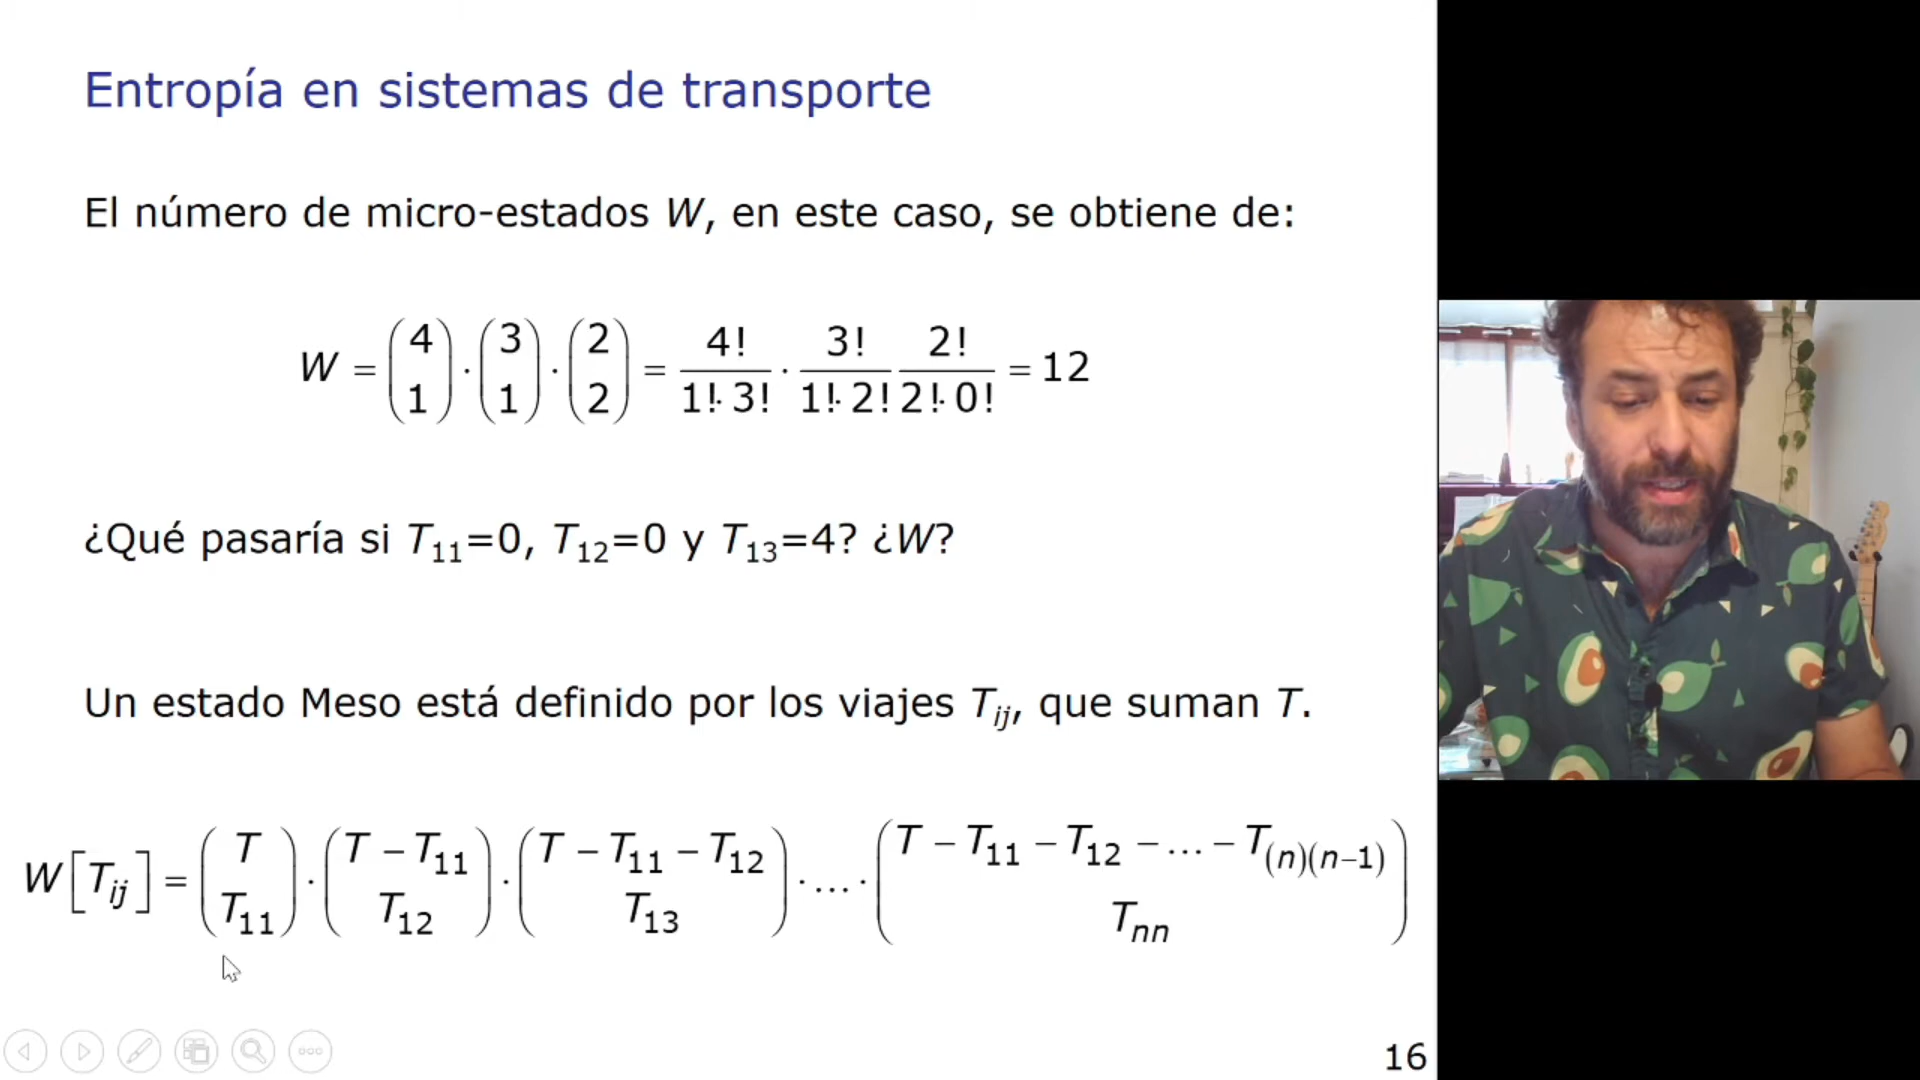 Entropía en sistemas de transporte
El número de micro-estados W, en este caso, se obtiene de:
W = (4 1) · (3 1) · (2 2) = 4!/(1!·3!) · 3!/(1!·2!) 2!/(2!·0!) = 12
¿Qué pasaría si T₁₁=0, T₁₂=0 y T₁₃=4? ¿W?
Un estado Meso está definido por los viajes Tᵢⱼ, que suman T.
W[Tᵢⱼ] = (T T₁₁) · (T − T₁₁ T₁₂) · (T − T₁₁ − T₁₂ T₁₃) · ... · (T − T₁₁ − T₁₂ − ... − T₍ₙ₎₍ₙ₋₁₎ Tₙₙ)
16